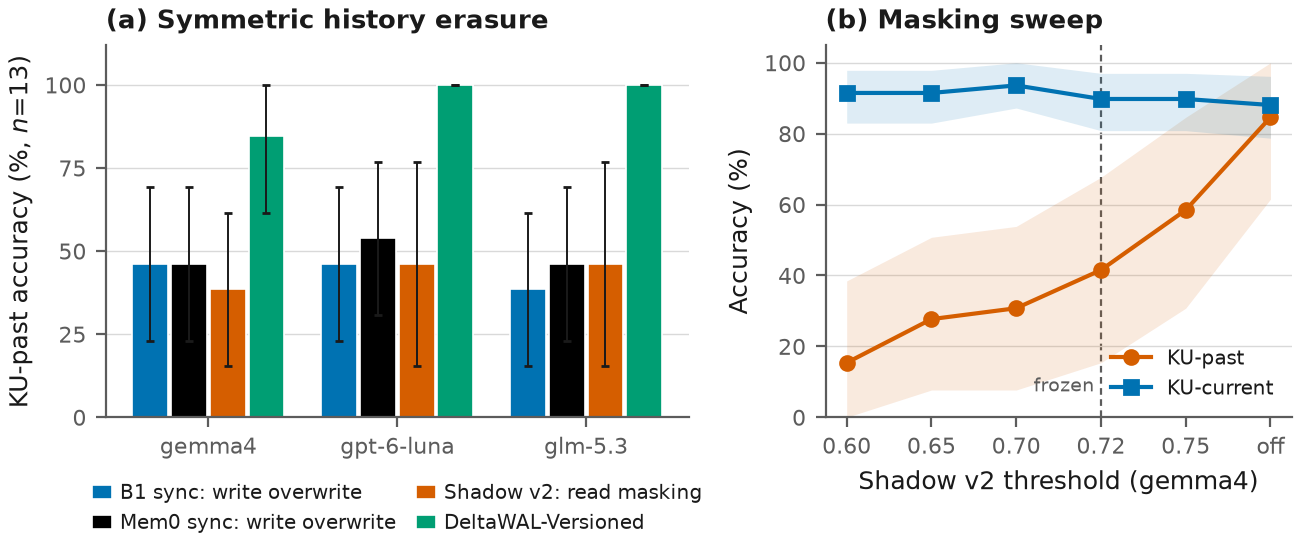 (a) Symmetric history erasure
KU-past accuracy (%, n=13)
100
75
50
25
0
gemma4
gpt-6-luna
glm-5.3
B1 sync: write overwrite
Mem0 sync: write overwrite
Shadow v2: read masking
DeltaWAL-Versioned
(b) Masking sweep
Accuracy (%)
100
80
60
40
20
0
frozen
KU-past
KU-current
0.60
0.65
0.70
0.72
0.75
off
Shadow v2 threshold (gemma4)